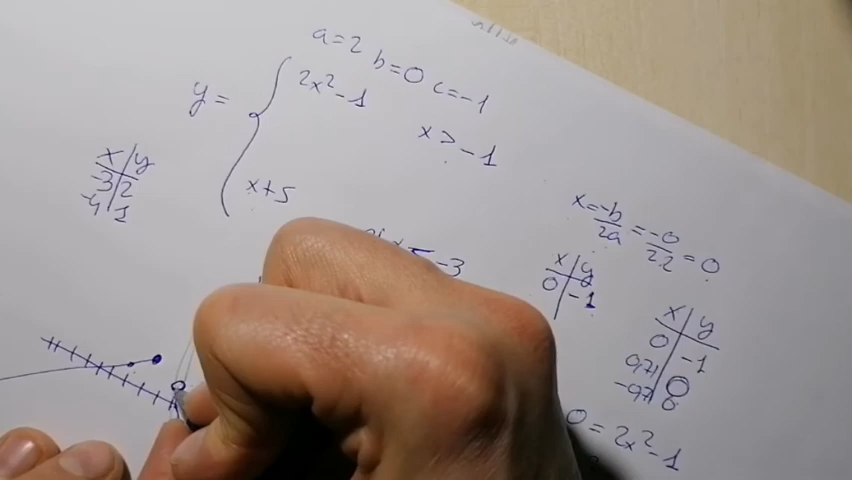 a=2 b=0 c=-1
y= { 2x²-1
x>-1
x+5
-3
x|y
-3|2
-4|1
x=-b/2a=-0/2.2=0
x|y
0|-1
x|y
0|-1
0,71|0
-0,71|0
0=2x²-1